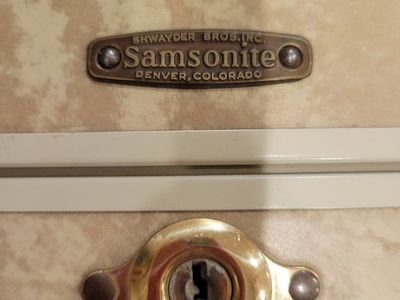 SHWAYDER BROS. INC.
Samsonite
DENVER, COLORADO